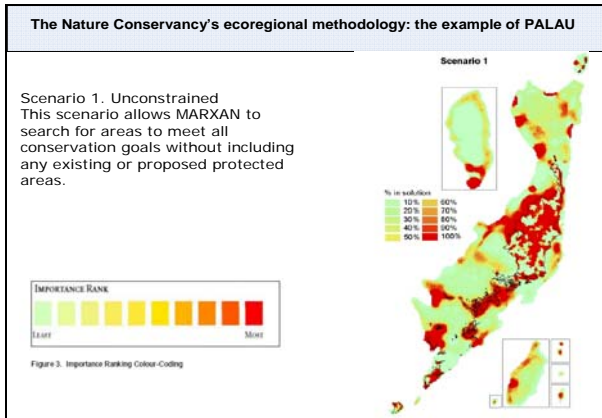 The Nature Conservancy's ecoregional methodology: the example of PALAU
Scenario 1
Scenario 1. Unconstrained
This scenario allows MARXAN to
search for areas to meet all
conservation goals without including
any existing or proposed protected
areas.
% in solution
10% 60%
20% 70%
30% 80%
40% 90%
50% 100%
IMPORTANCE RANK
LEAST MOST
Figure 3. Importance Ranking Colour-Coding